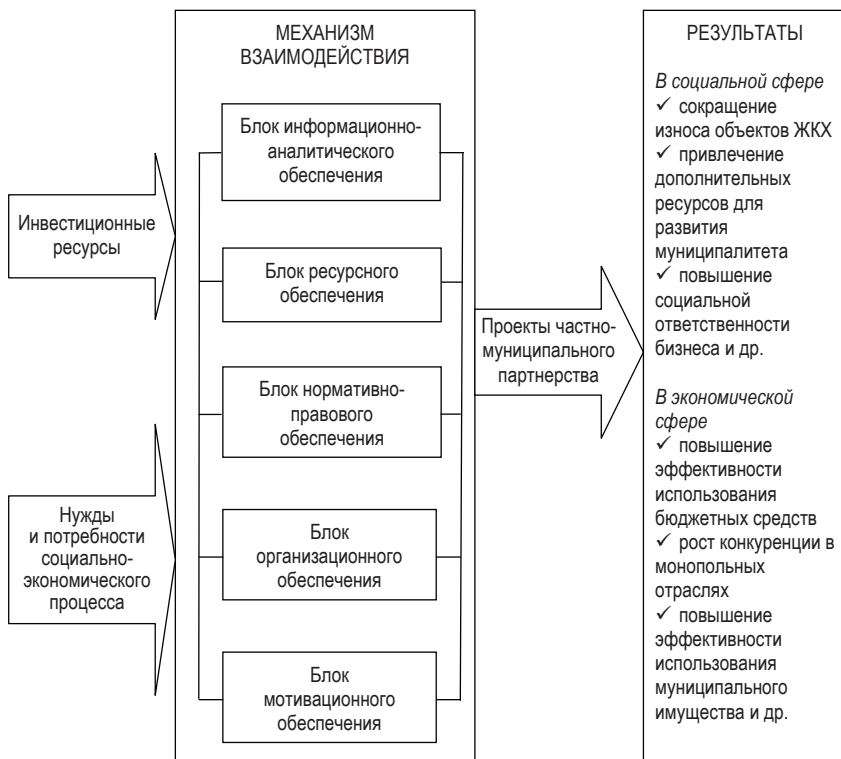 Инвестиционные
ресурсы
Нужды
и потребности
социально-
экономического
процесса
МЕХАНИЗМ
ВЗАИМОДЕЙСТВИЯ
Блок информационно-
аналитического
обеспечения
Блок ресурсного
обеспечения
Блок нормативно-
правового
обеспечения
Блок
организационного
обеспечения
Блок
мотивационного
обеспечения
Проекты частно-
муниципального
партнерства
РЕЗУЛЬТАТЫ
В социальной сфере
✓ сокращение
износа объектов ЖКХ
✓ привлечение
дополнительных
ресурсов для
развития
муниципалитета
✓ повышение
социальной
ответственности
бизнеса и др.
В экономической
сфере
✓ повышение
эффективности
использования
бюджетных средств
✓ рост конкуренции в
монопольных
отраслях
✓ повышение
эффективности
использования
муниципального
имущества и др.